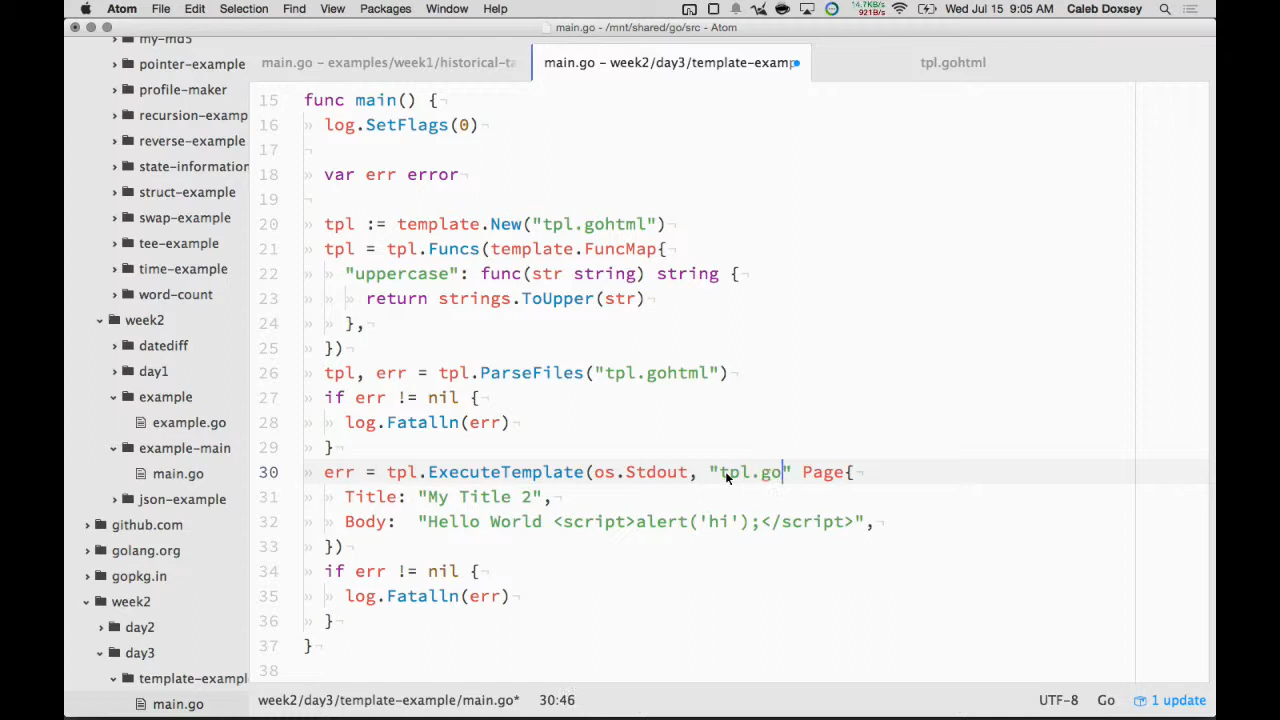 Atom File Edit Selection Find View Packages Window Help 14.7KB/s 921B/s Wed Jul 15 9:05 AM Caleb Doxsey
main.go - /mnt/shared/go/src - Atom
main.go – examples/week1/historical-ta
main.go – week2/day3/template-examp
tpl.gohtml
my-md5
pointer-example
profile-maker
recursion-examp
reverse-example
state-information
struct-example
swap-example
tee-example
time-example
word-count
week2
datediff
day1
example
example.go
example-main
main.go
json-example
github.com
golang.org
gopkg.in
week2
day2
day3
template-exampl
main.go
15 func main() {¬
16 » log.SetFlags(0)¬
17 ¬
18 » var err error¬
19 ¬
20 » tpl := template.New("tpl.gohtml")¬
21 » tpl = tpl.Funcs(template.FuncMap{¬
22 » » "uppercase": func(str string) string {¬
23 » » » return strings.ToUpper(str)¬
24 » » },¬
25 » })¬
26 » tpl, err = tpl.ParseFiles("tpl.gohtml")¬
27 » if err != nil {¬
28 » » log.Fatalln(err)¬
29 » }¬
30 » err = tpl.ExecuteTemplate(os.Stdout, "tpl.go" Page{¬
31 » » Title: "My Title 2",¬
32 » » Body: "Hello World <script>alert('hi');</script>",¬
33 » })¬
34 » if err != nil {¬
35 » » log.Fatalln(err)¬
36 » }¬
37 }¬
38
week2/day3/template-example/main.go* 30:46 UTF-8 Go 1 update